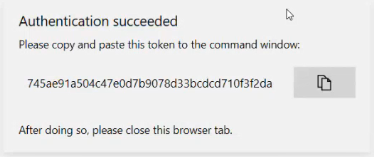 Authentication succeeded
Please copy and paste this token to the command window:
745ae91a504c47e0d7b9078d33bcdcd710f3f2da
After doing so, please close this browser tab.